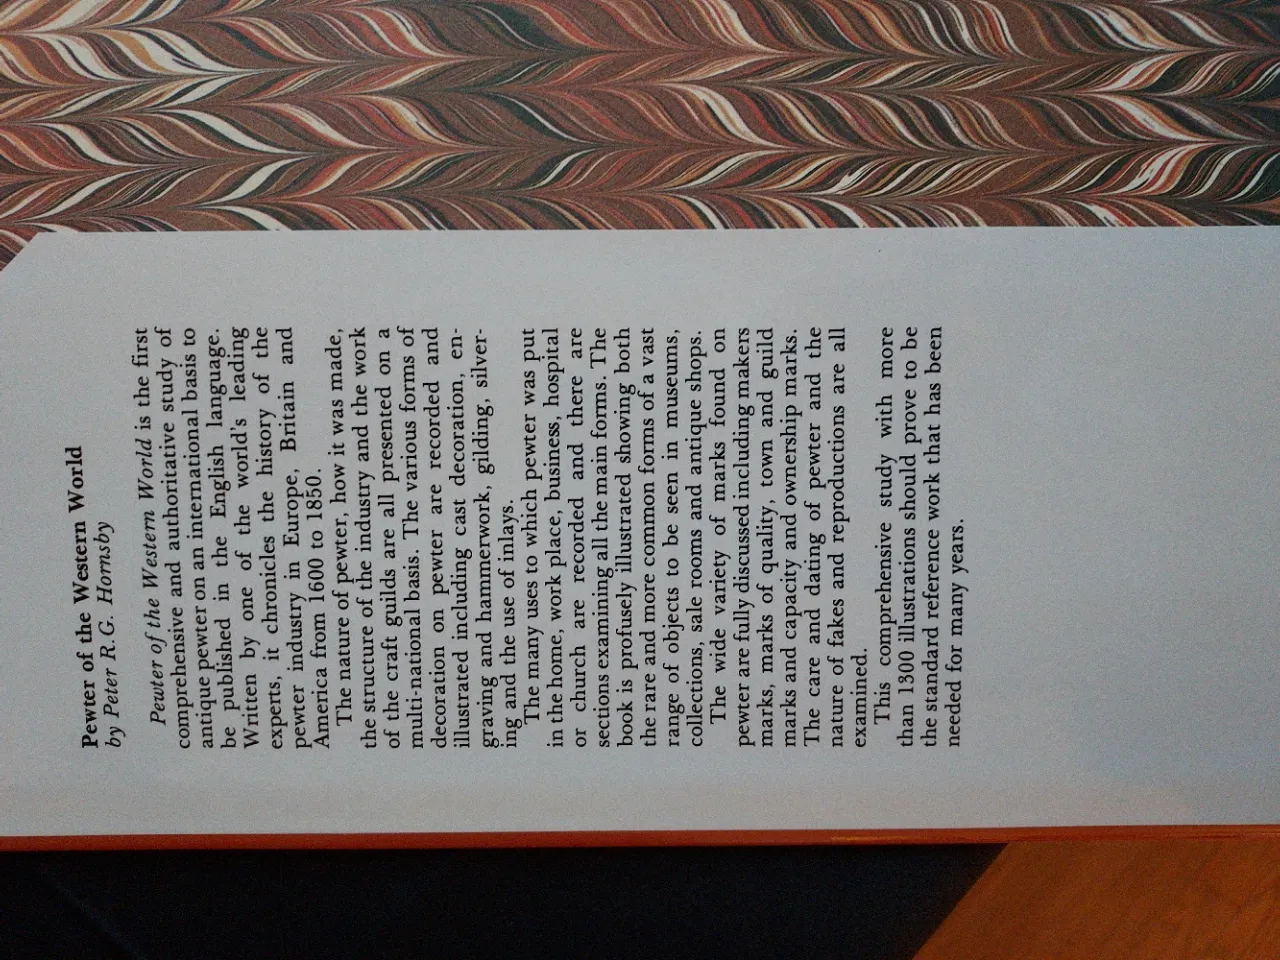 Pewter of the Western World
by Peter R.G. Hornsby
Pewter of the Western World is the first
comprehensive and authoritative study of
antique pewter on an international basis to
be published in the English language.
Written by one of the world's leading
experts, it chronicles the history of the
pewter industry in Europe, Britain and
America from 1600 to 1850.
The nature of pewter, how it was made,
the structure of the industry and the work
of the craft guilds are all presented on a
multi-national basis. The various forms of
decoration on pewter are recorded and
illustrated including cast decoration, en-
graving and hammerwork, gilding, silver-
ing and the use of inlays.
The many uses to which pewter was put
in the home, work place, business, hospital
or church are recorded and there are
sections examining all the main forms. The
book is profusely illustrated showing both
the rare and more common forms of a vast
range of objects to be seen in museums,
collections, sale rooms and antique shops.
The wide variety of marks found on
pewter are fully discussed including makers
marks, marks of quality, town and guild
marks and capacity and ownership marks.
The care and dating of pewter and the
nature of fakes and reproductions are all
examined.
This comprehensive study with more
than 1300 illustrations should prove to be
the standard reference work that has been
needed for many years.